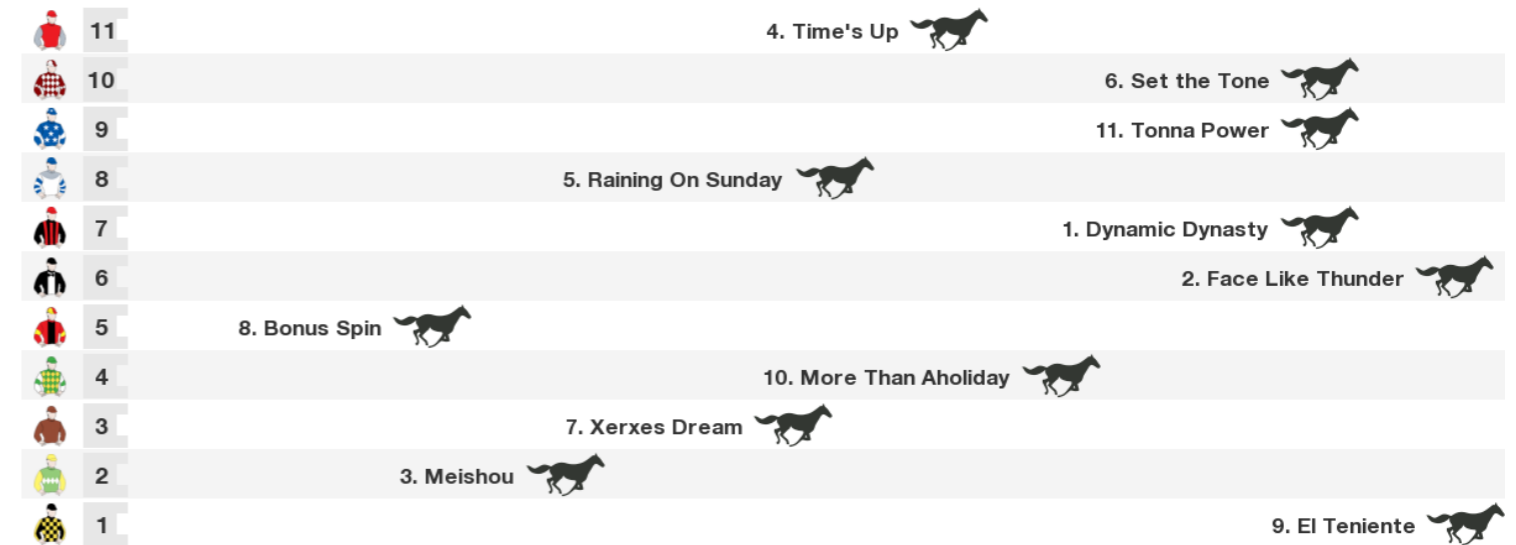 11 4. Time's Up
10 6. Set the Tone
9 11. Tonna Power
8 5. Raining On Sunday
7 1. Dynamic Dynasty
6 2. Face Like Thunder
5 8. Bonus Spin
4 10. More Than Aholiday
3 7. Xerxes Dream
2 3. Meishou
1 9. El Teniente